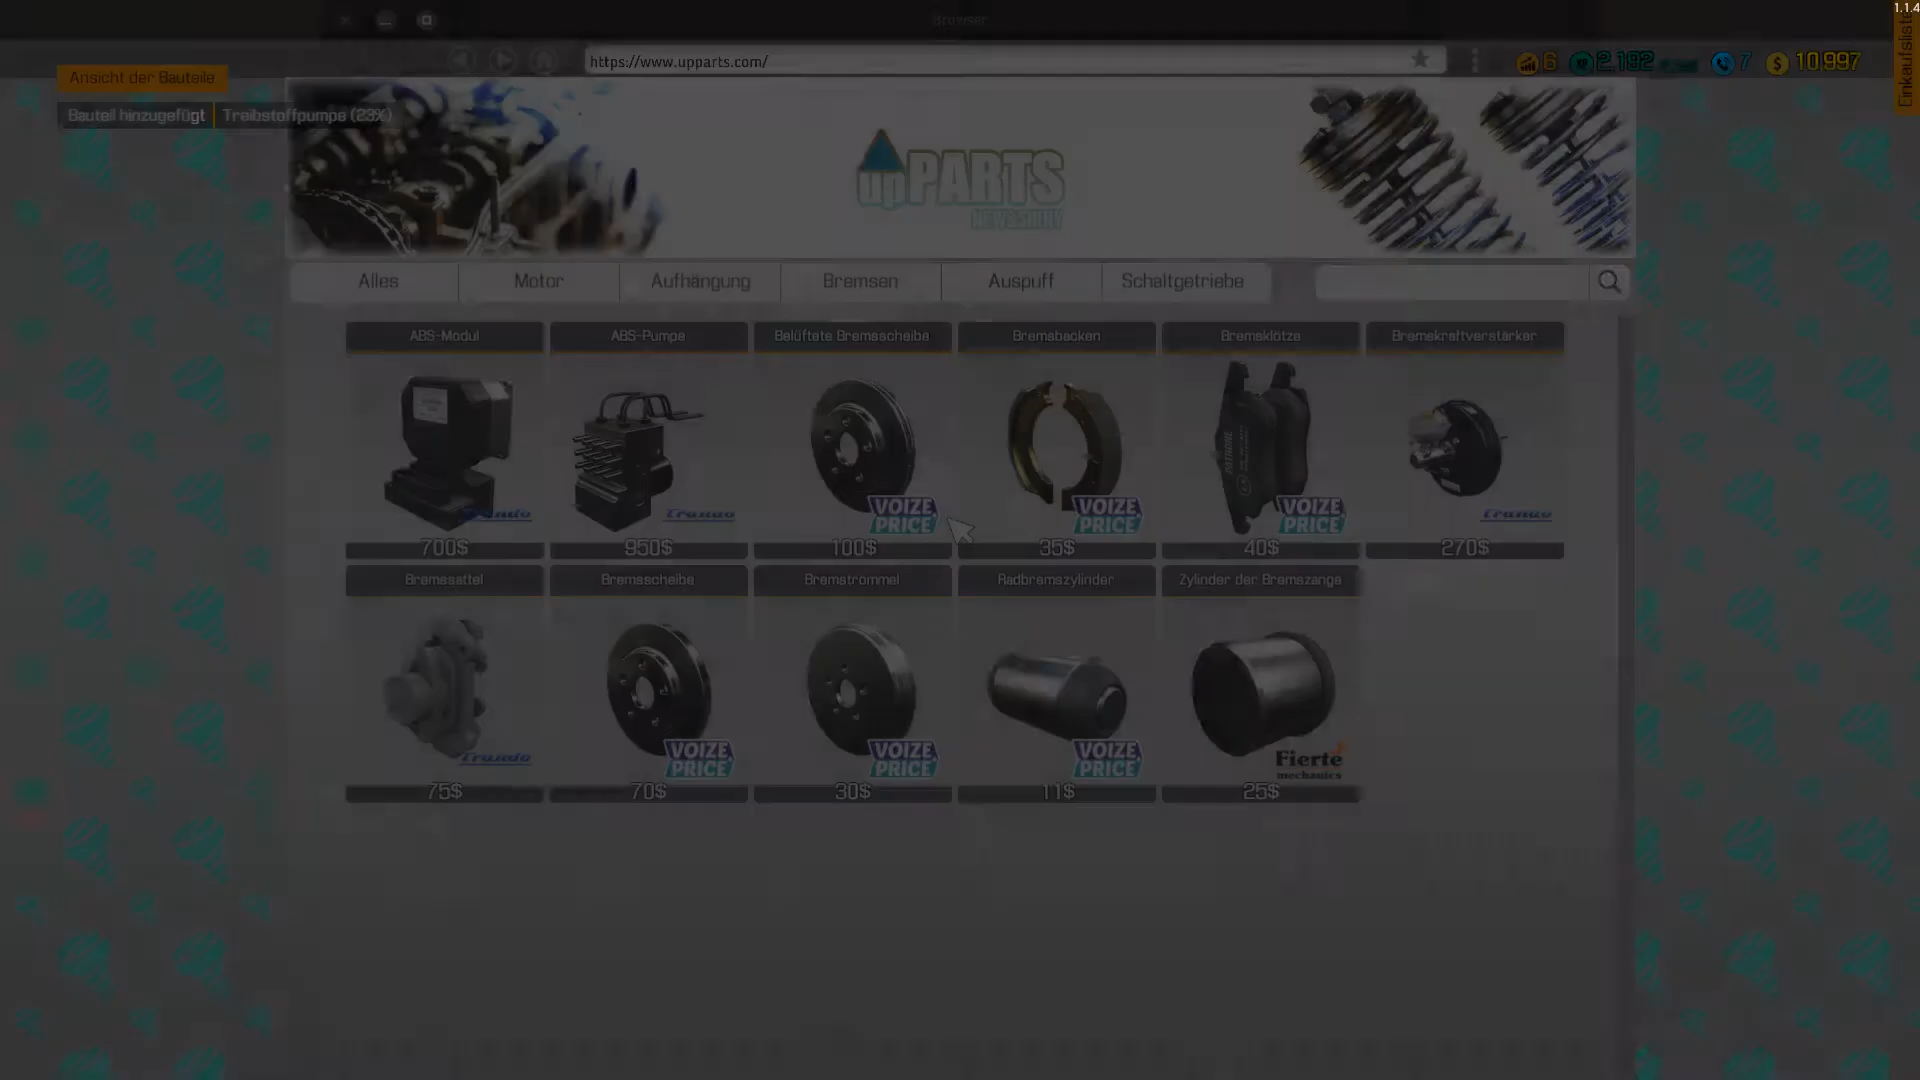 1.1.4
Browser
https://www.upparts.com/
6 2,192 7 10,997
Einkaufsliste
Ansicht der Bauteile
Bauteil hinzugefügt Treibstoffpumpe (23%)
upPARTS
NEW&SHINY
Alles Motor Aufhängung Bremsen Auspuff Schaltgetriebe
ABS-Modul ABS-Pumpe Belüftete Bremsscheibe Bremsbacken Bremsklötze Bremskraftverstärker
VOIZE PRICE VOIZE PRICE VOIZE PRICE
700$ 950$ 100$ 35$ 40$ 270$
Bremssattel Bremsscheibe Bremstrommel Radbremszylinder Zylinder der Bremszange
VOIZE PRICE VOIZE PRICE VOIZE PRICE Fierte mechanics
75$ 70$ 30$ 11$ 25$